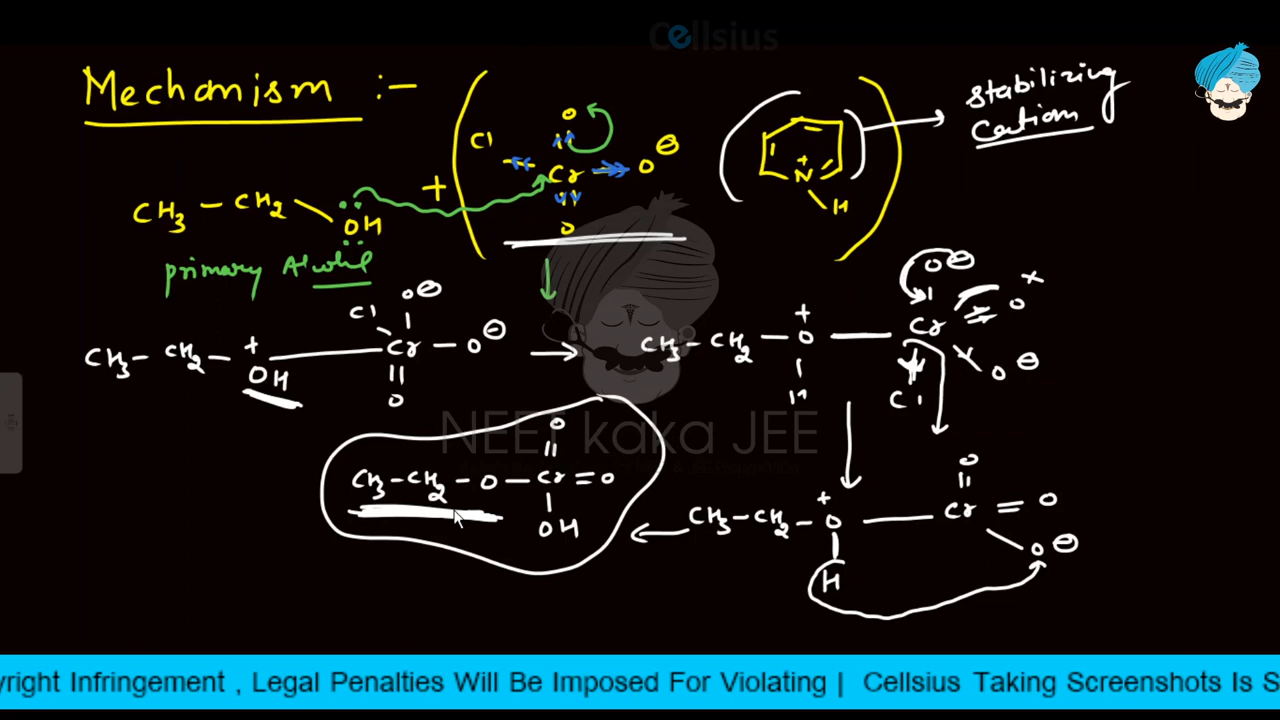 Cellsius
Mechanism :-
stabilizing
Cation
CH3 – CH2 OH
+
Cl O Cr O ⊖ O
N + H
primary Alcohol
CH3 – CH2 – OH + Cr Cl O ⊖ O ⊖ O
CH3 – CH2 – O + H Cr O ⊖ O × O ⊖ Cl
NEET kaka JEE
CH3 – CH2 – O – Cr = O O OH
CH3 – CH2 – O + H Cr = O O O ⊖
yright Infringement , Legal Penalties Will Be Imposed For Violating | Cellsius Taking Screenshots Is S